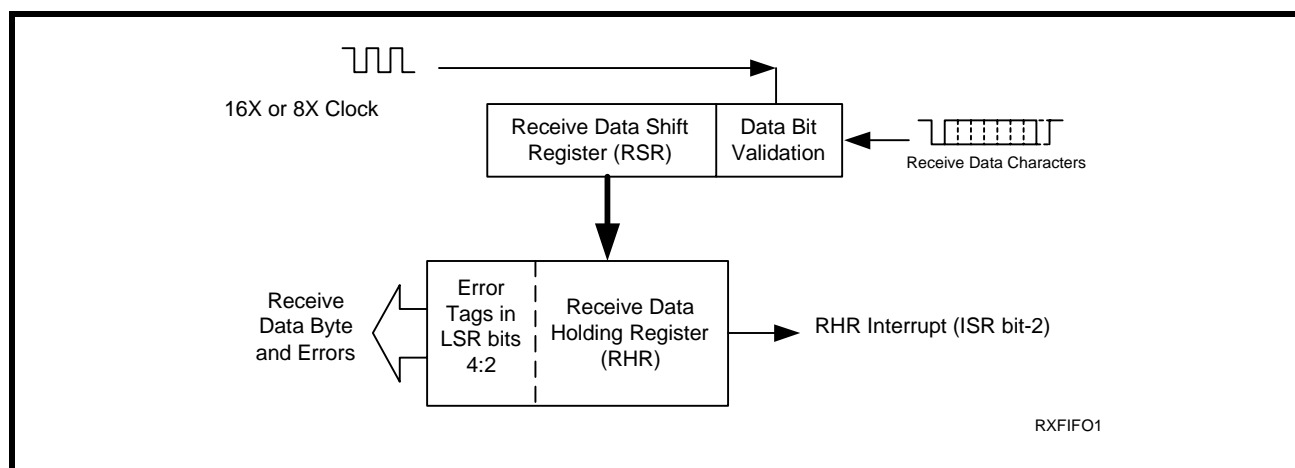 16X or 8X Clock
Receive Data Shift
Register (RSR)
Data Bit
Validation
Receive Data Characters
Receive
Data Byte
and Errors
Error
Tags in
LSR bits
4:2
Receive Data
Holding Register
(RHR)
RHR Interrupt (ISR bit-2)
RXFIFO1